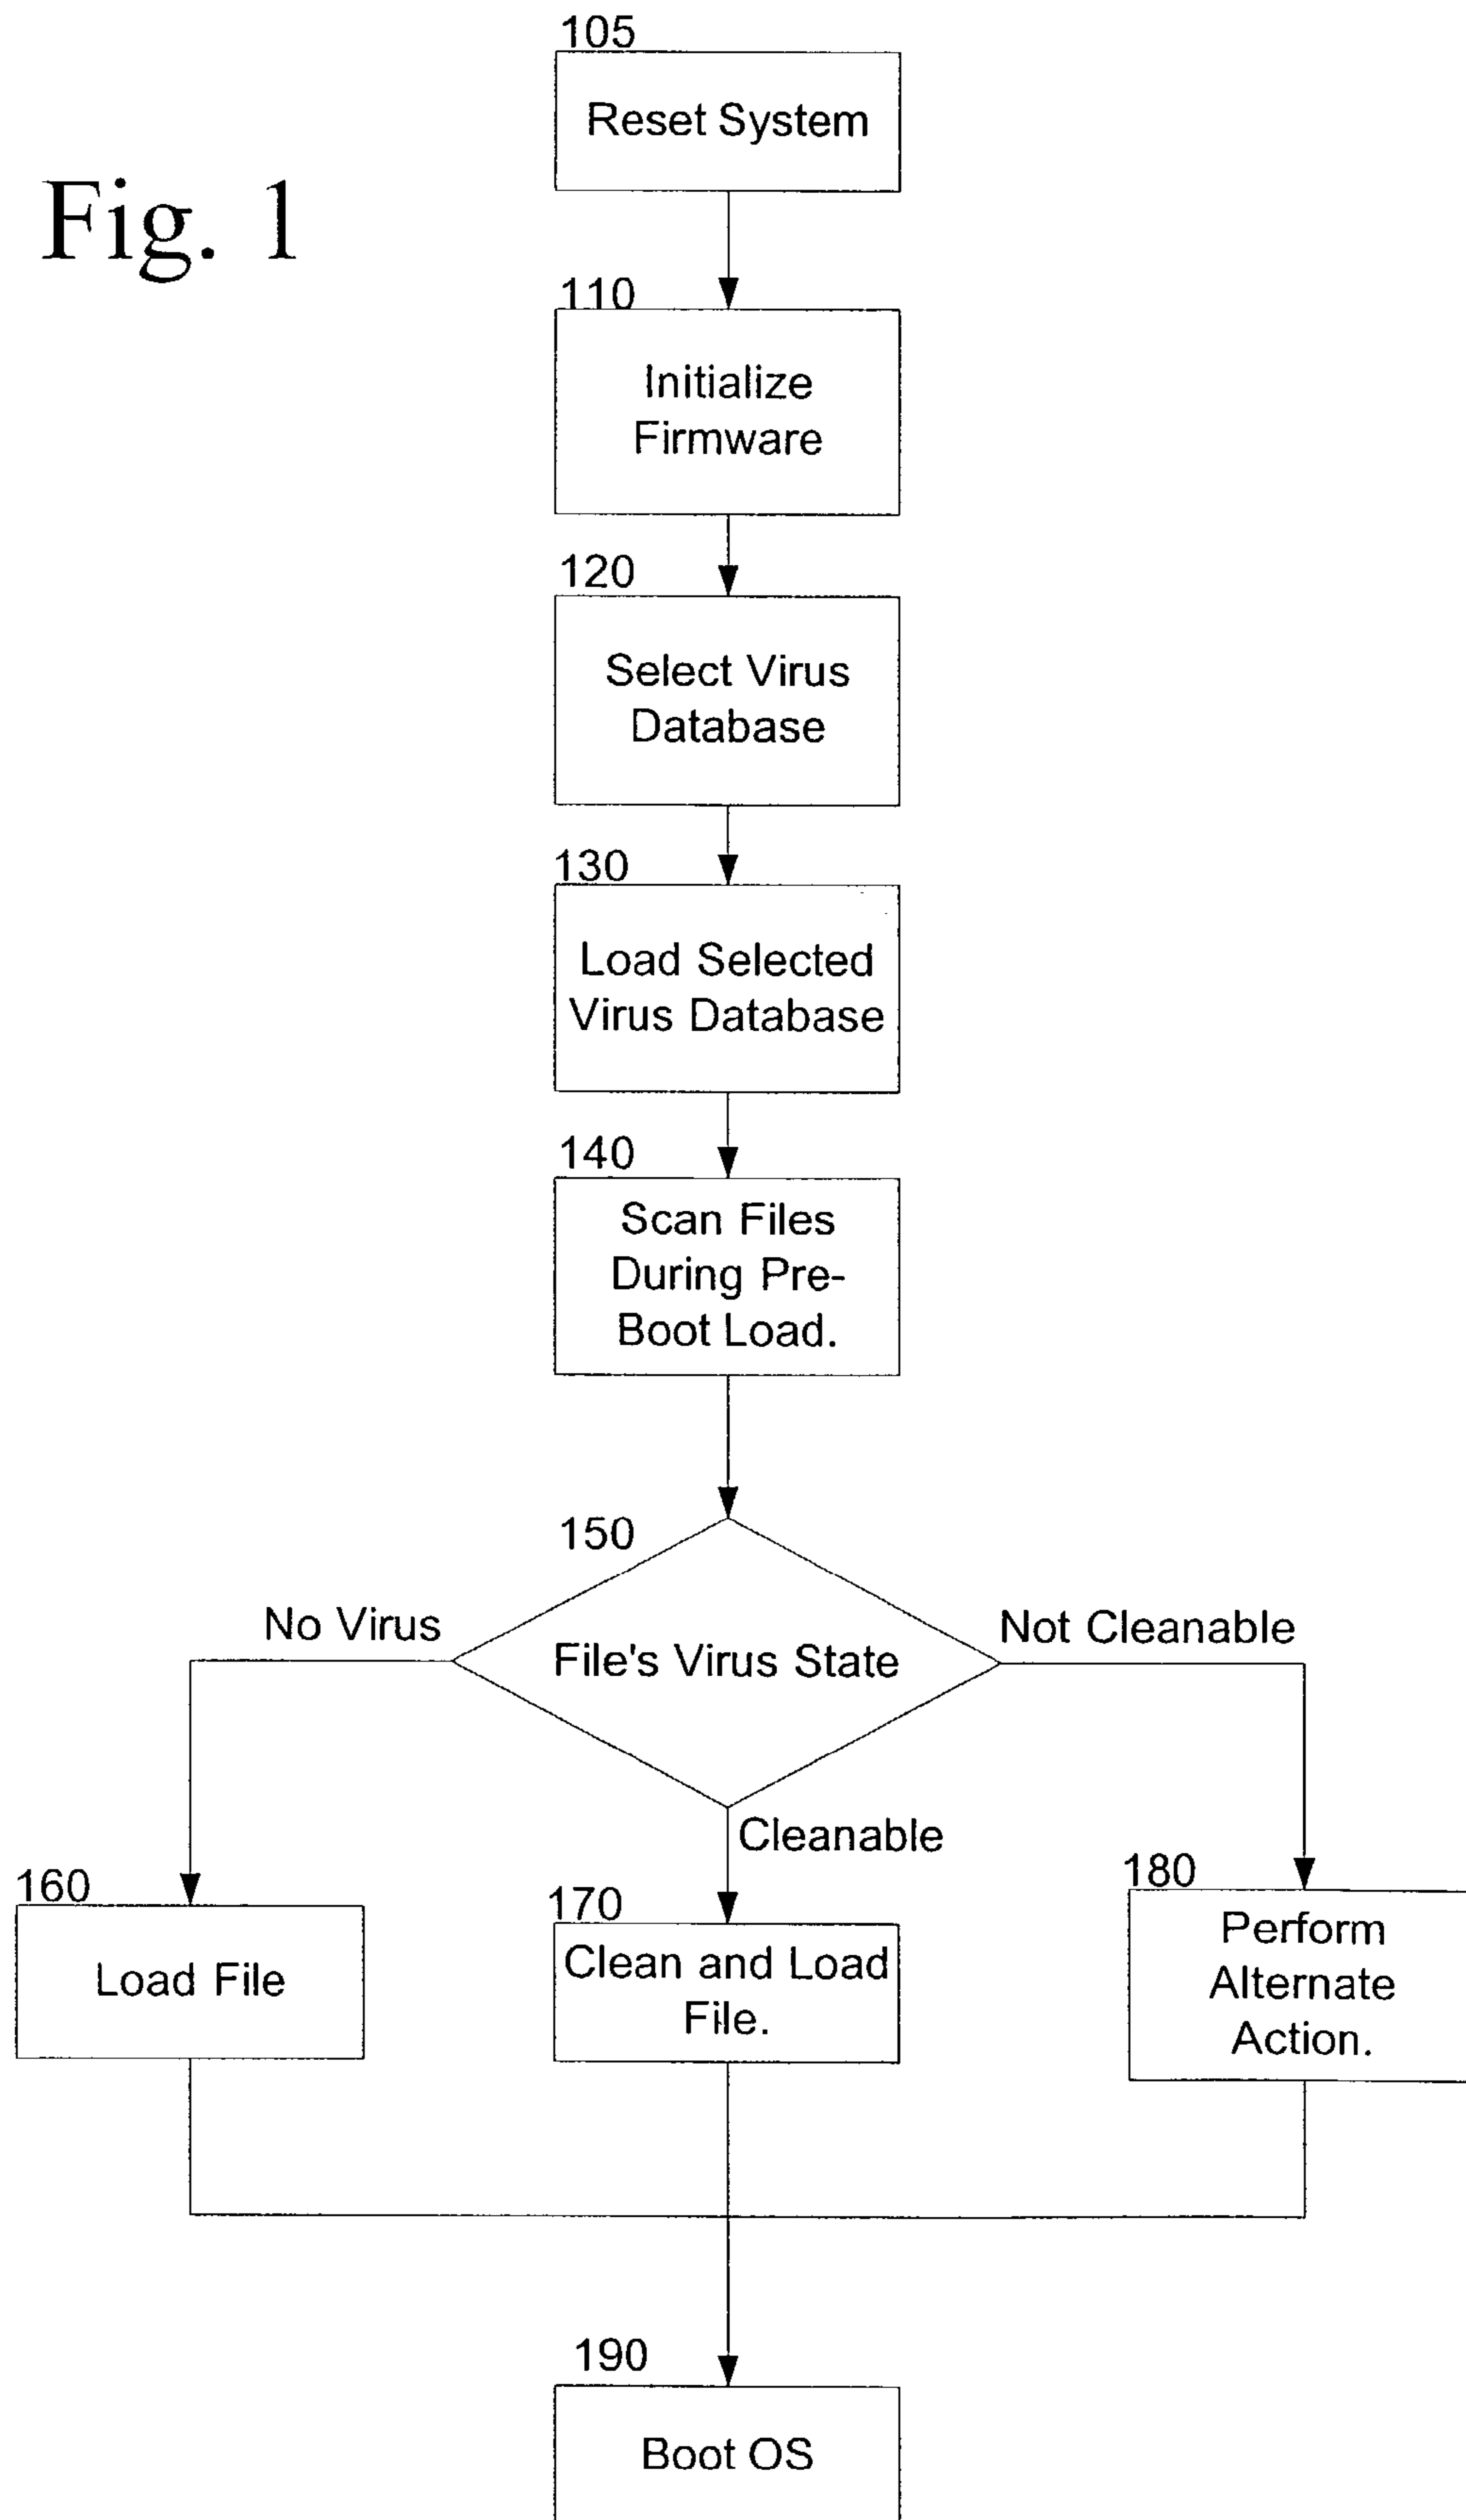 105
Reset System
Fig. 1
110
Initialize
Firmware
120
Select Virus
Database
130
Load Selected
Virus Database
140
Scan Files
During Pre-
Boot Load.
150
No Virus
File's Virus State
Not Cleanable
Cleanable
160
Load File
170
Clean and Load
File.
180
Perform
Alternate
Action.
190
Boot OS